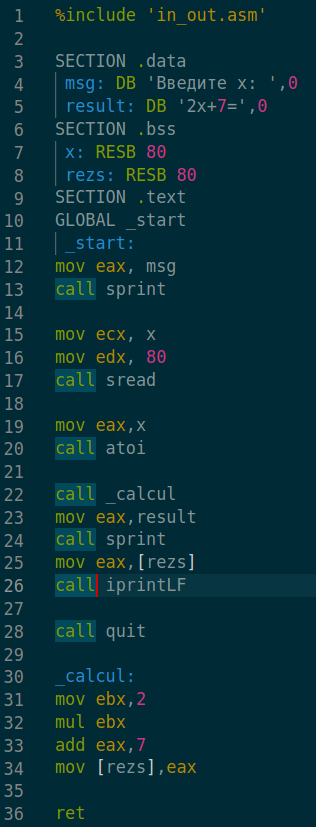 1 %include 'in_out.asm'
2
3 SECTION .data
4 msg: DB 'Введите x: ',0
5 result: DB '2x+7=',0
6 SECTION .bss
7 x: RESB 80
8 rezs: RESB 80
9 SECTION .text
10 GLOBAL _start
11 _start:
12 mov eax, msg
13 call sprint
14
15 mov ecx, x
16 mov edx, 80
17 call sread
18
19 mov eax,x
20 call atoi
21
22 call _calcul
23 mov eax,result
24 call sprint
25 mov eax,[rezs]
26 call iprintLF
27
28 call quit
29
30 _calcul:
31 mov ebx,2
32 mul ebx
33 add eax,7
34 mov [rezs],eax
35
36 ret